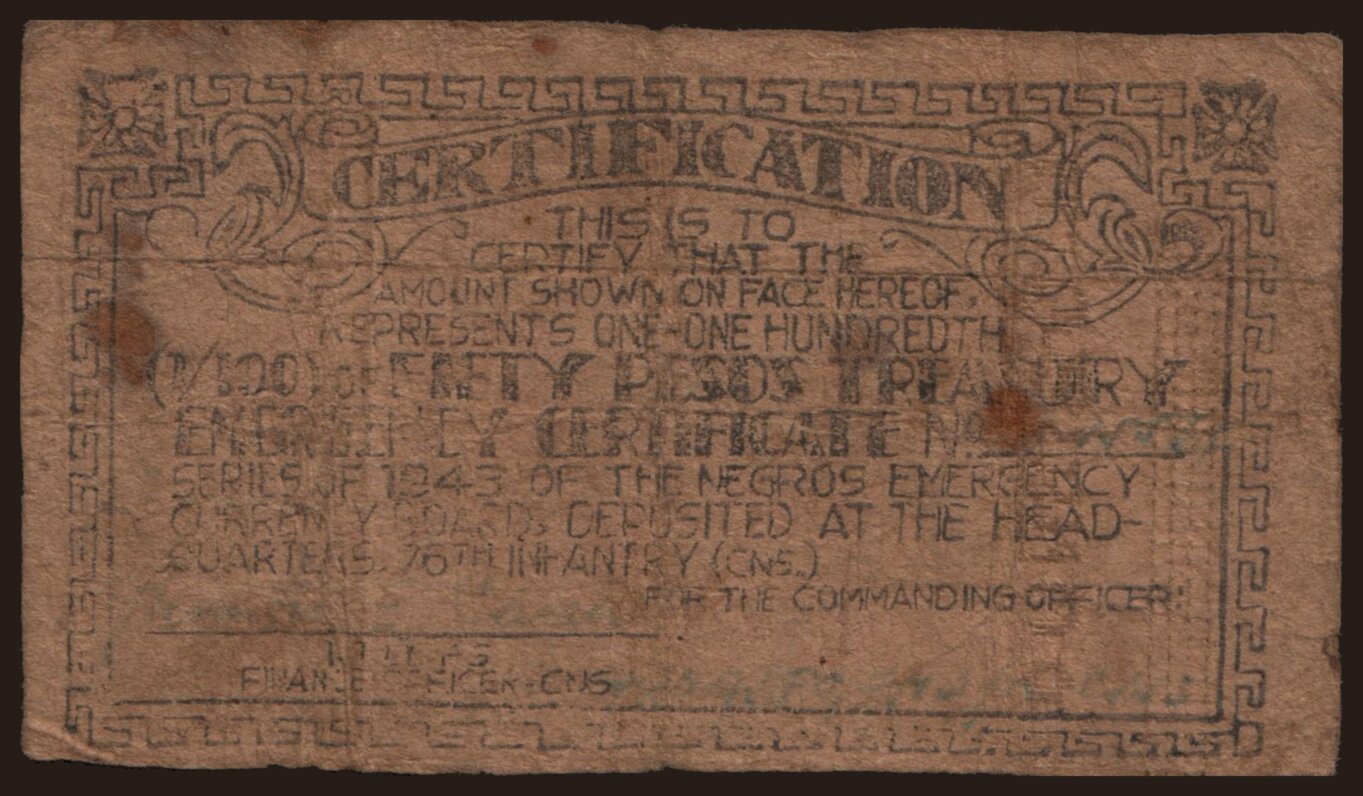 CERTIFICATION
THIS IS TO
CERTIFY THAT THE
AMOUNT SHOWN ON FACE HEREOF,
REPRESENTS ONE-ONE HUNDREDTH
(1/100) OF FIFTY PESOS TREASURY
EMERGENCY CERTIFICATE No.
SERIES OF 1943 OF THE NEGROS EMERGENCY
CURRENCY BOARD, DEPOSITED AT THE HEAD-
QUARTERS, 76TH INFANTRY (CNS.)
FOR THE COMMANDING OFFICER:
FINANCE OFFICER-CNS